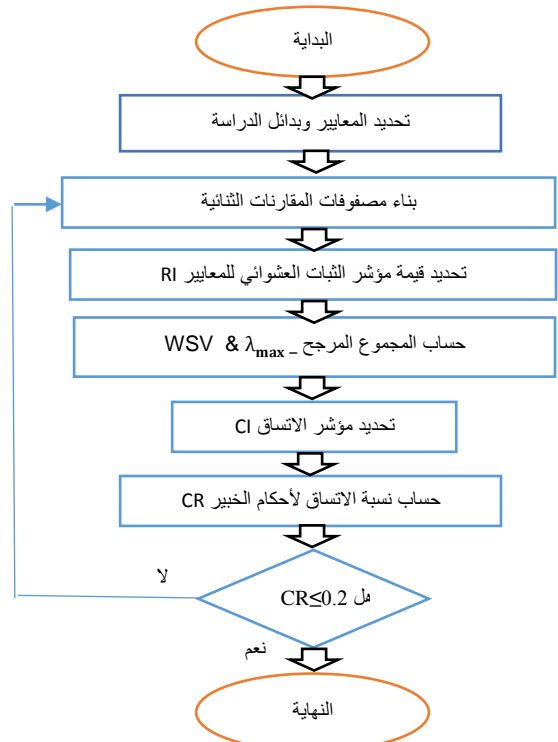 البداية
تحديد المعايير وبدائل الدراسة
بناء مصفوفات المقارنات الثنائية
تحديد قيمة مؤشر الثبات العشوائي للمعايير RI
حساب المجموع المرجح _ WSV & λmax
تحديد مؤشر الاتساق CI
حساب نسبة الاتساق لأحكام الخبير CR
لا
هل CR≤0.2
نعم
النهاية